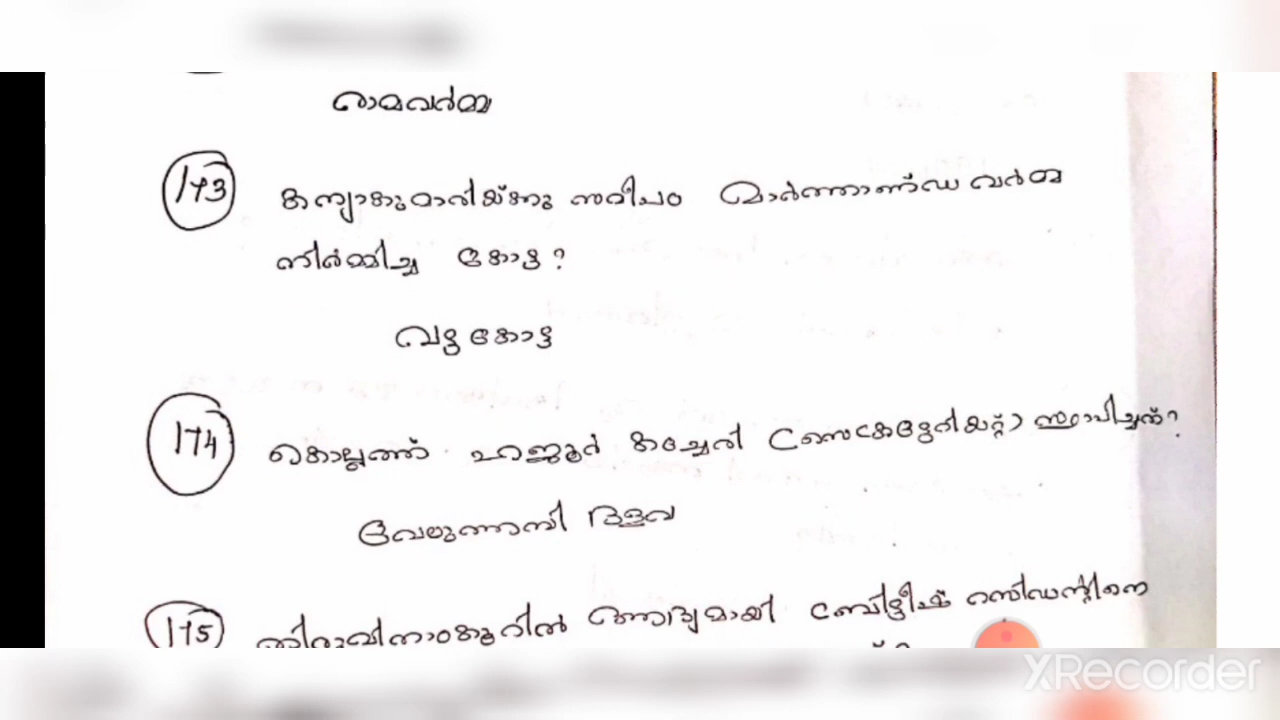 രാമവർമ്മ
173 കന്യാകുമാരിയ്ക്കു സമീപം മാർത്താണ്ഡ വർമ്മ
നിർമ്മിച്ച കോട്ട?
വട്ടകോട്ട
174 കൊല്ലത്ത് ഹജൂർ കച്ചേരി (സെക്രട്ടേറിയറ്റ്) സ്ഥാപിച്ചത്?
വേലുത്തമ്പി ദളവ
175 തിരുവിതാംകൂറിൽ ആദ്യമായി ബ്രിട്ടീഷ് റസിഡന്റിനെ
XRecorder